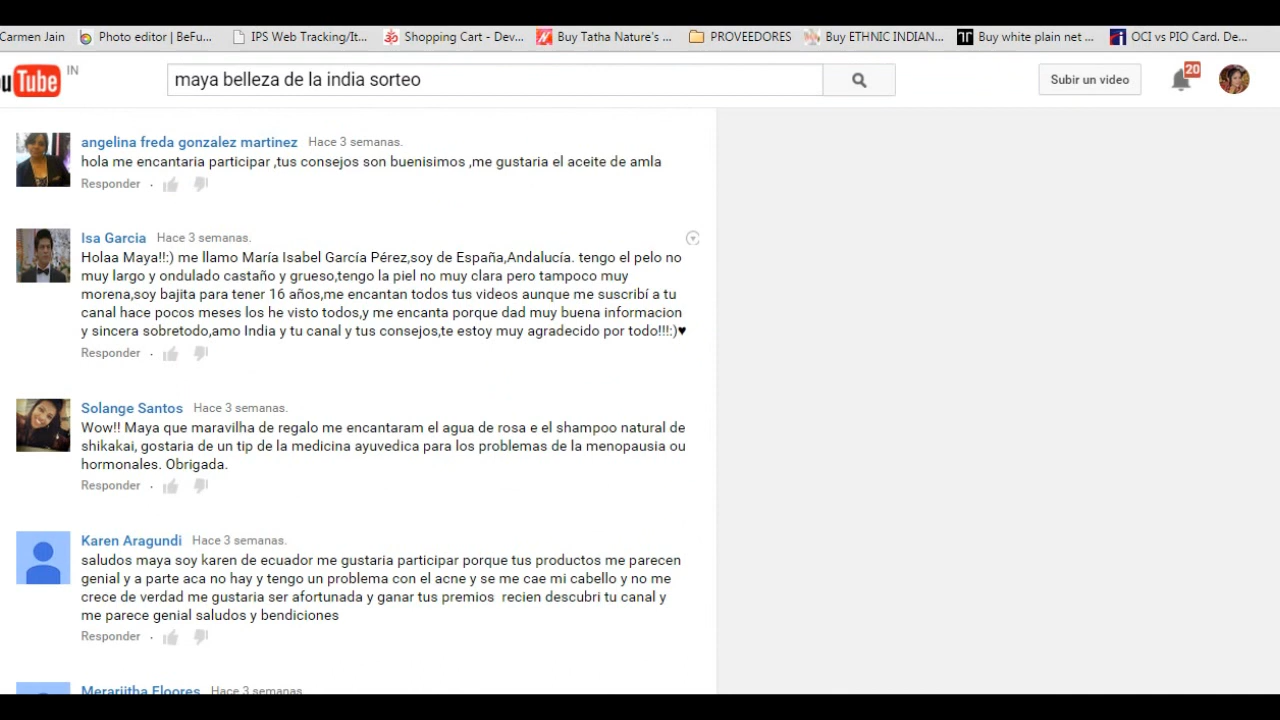 Carmen Jain Photo editor | BeFu... IPS Web Tracking/It... Shopping Cart - Dev... Buy Tatha Nature's ... PROVEEDORES Buy ETHNIC INDIAN... Buy white plain net ... OCI vs PIO Card. De...
uTube IN maya belleza de la india sorteo Subir un video 20
angelina freda gonzalez martinez Hace 3 semanas.
hola me encantaria participar ,tus consejos son buenisimos ,me gustaria el aceite de amla
Responder ·
Isa Garcia Hace 3 semanas.
Holaa Maya!!:) me llamo María Isabel García Pérez,soy de España,Andalucía. tengo el pelo no
muy largo y ondulado castaño y grueso,tengo la piel no muy clara pero tampoco muy
morena,soy bajita para tener 16 años,me encantan todos tus videos aunque me suscribí a tu
canal hace pocos meses los he visto todos,y me encanta porque dad muy buena informacion
y sincera sobretodo,amo India y tu canal y tus consejos,te estoy muy agradecido por todo!!!:)♥
Responder ·
Solange Santos Hace 3 semanas.
Wow!! Maya que maravilha de regalo me encantaram el agua de rosa e el shampoo natural de
shikakai, gostaria de un tip de la medicina ayuvedica para los problemas de la menopausia ou
hormonales. Obrigada.
Responder ·
Karen Aragundi Hace 3 semanas.
saludos maya soy karen de ecuador me gustaria participar porque tus productos me parecen
genial y a parte aca no hay y tengo un problema con el acne y se me cae mi cabello y no me
crece de verdad me gustaria ser afortunada y ganar tus premios  recien descubri tu canal y
me parece genial saludos y bendiciones
Responder ·
Merarjitha Floores Hace 3 semanas.